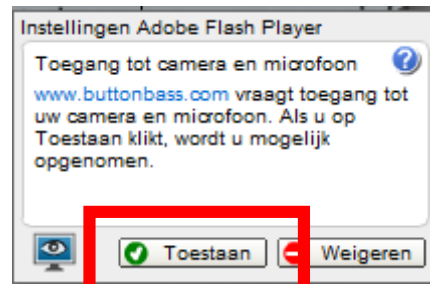 Instellingen Adobe Flash Player
Toegang tot camera en microfoon
www.buttonbass.com vraagt toegang tot
uw camera en microfoon. Als u op
Toestaan klikt, wordt u mogelijk
opgenomen.
Toestaan Weigeren